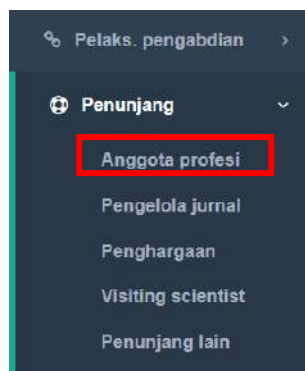 Pelaks. pengabdian
Penunjang
Anggota profesi
Pengelola jurnal
Penghargaan
Visiting scientist
Penunjang lain